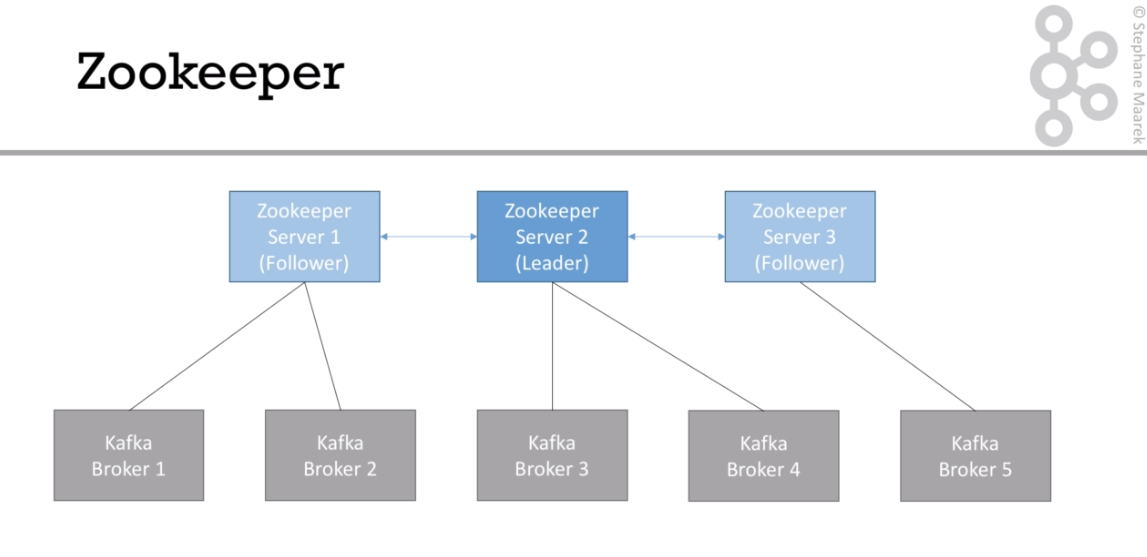 Zookeeper
© Stephane Maarek
Zookeeper
Server 1
(Follower)
Zookeeper
Server 2
(Leader)
Zookeeper
Server 3
(Follower)
Kafka
Broker 1
Kafka
Broker 2
Kafka
Broker 3
Kafka
Broker 4
Kafka
Broker 5